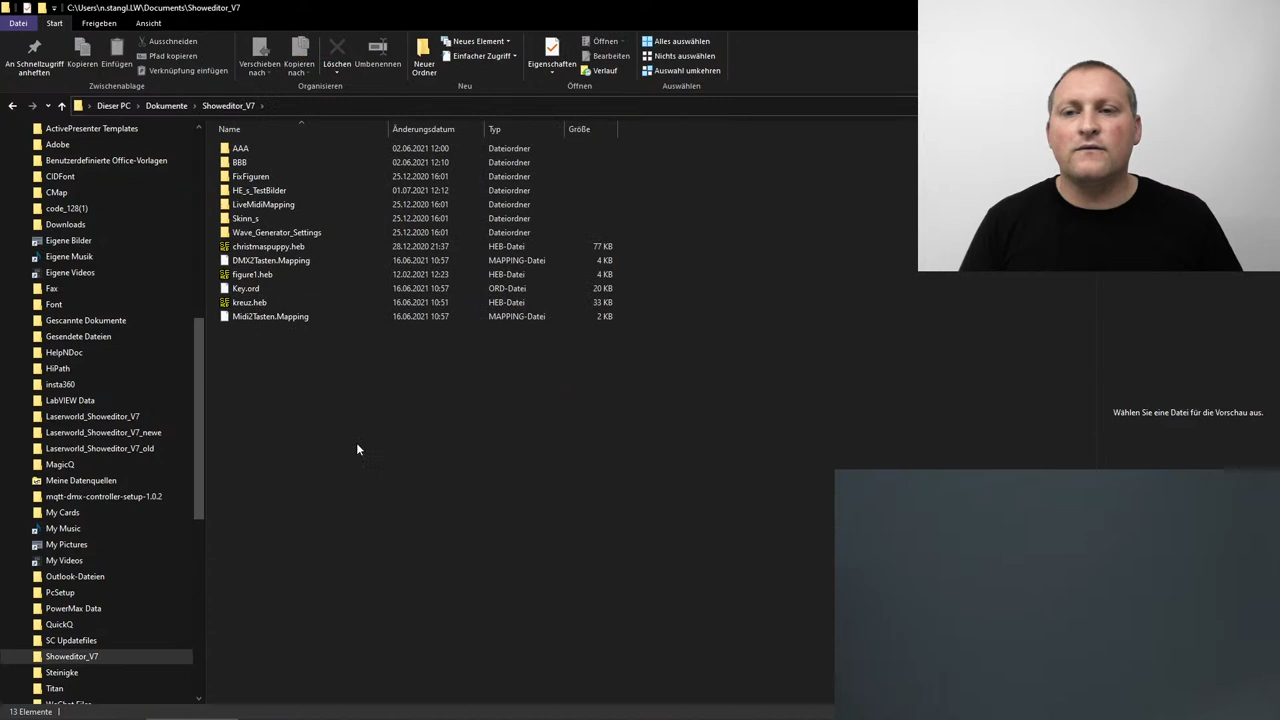 C:\Users\n.stangl.LW\Documents\Showeditor_V7
Datei Start Freigeben Ansicht
An Schnellzugriff anheften
Kopieren
Einfügen
Ausschneiden
Pfad kopieren
Verknüpfung einfügen
Zwischenablage
Verschieben nach
Kopieren nach
Löschen
Umbenennen
Organisieren
Neuer Ordner
Neues Element
Einfacher Zugriff
Neu
Eigenschaften
Öffnen
Bearbeiten
Verlauf
Öffnen
Alles auswählen
Nichts auswählen
Auswahl umkehren
Auswählen
Dieser PC > Dokumente > Showeditor_V7 >
ActivePresenter Templates
Adobe
Benutzerdefinierte Office-Vorlagen
CIDFont
CMap
code_128(1)
Downloads
Eigene Bilder
Eigene Musik
Eigene Videos
Fax
Font
Gescannte Dokumente
Gesendete Dateien
HelpNDoc
HiPath
insta360
LabVIEW Data
Laserworld_Showeditor_V7
Laserworld_Showeditor_V7_newe
Laserworld_Showeditor_V7_old
MagicQ
Meine Datenquellen
mqtt-dmx-controller-setup-1.0.2
My Cards
My Music
My Pictures
My Videos
Outlook-Dateien
PcSetup
PowerMax Data
QuickQ
SC Updatefiles
Showeditor_V7
Steinigke
Titan
Name Änderungsdatum Typ Größe
AAA 02.06.2021 12:00 Dateiordner
BBB 02.06.2021 12:10 Dateiordner
FixFiguren 25.12.2020 16:01 Dateiordner
HE_s_TestBilder 01.07.2021 12:12 Dateiordner
LiveMidiMapping 25.12.2020 16:01 Dateiordner
Skinn_s 25.12.2020 16:01 Dateiordner
Wave_Generator_Settings 25.12.2020 16:01 Dateiordner
christmaspuppy.heb 28.12.2020 21:37 HEB-Datei 77 KB
DMX2Tasten.Mapping 16.06.2021 10:57 MAPPING-Datei 4 KB
figure1.heb 12.02.2021 12:23 HEB-Datei 4 KB
Key.ord 16.06.2021 10:57 ORD-Datei 20 KB
kreuz.heb 16.06.2021 10:51 HEB-Datei 33 KB
Midi2Tasten.Mapping 16.06.2021 10:57 MAPPING-Datei 2 KB
Wählen Sie eine Datei für die Vorschau aus.
13 Elemente